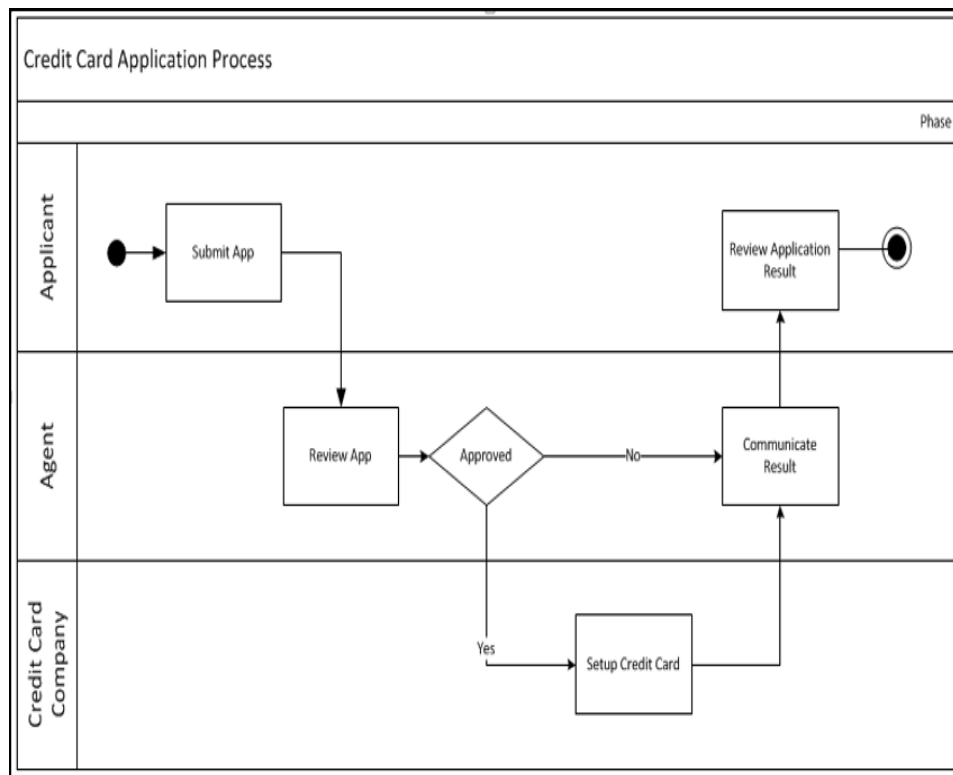 Credit Card Application Process
Phase
Applicant
Submit App
Review Application
Result
Agent
Review App
Approved
No
Communicate
Result
Credit Card
Company
Yes
Setup Credit Card